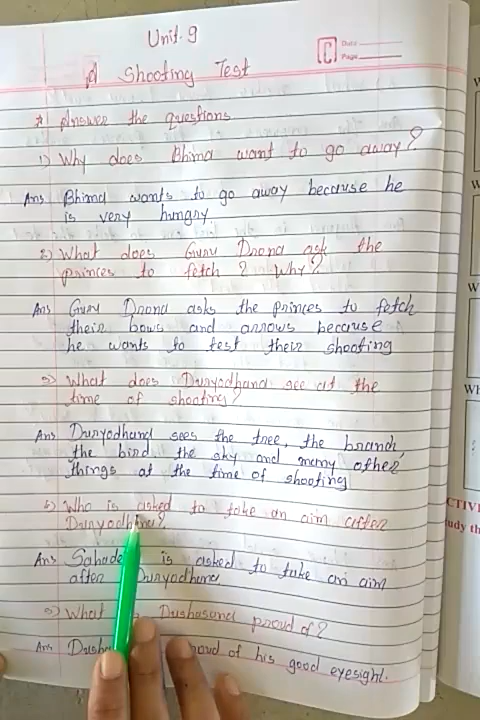 Unit. 9
C
Date
Page
A Shooting Test
A) Answer the questions
1) Why does Bhima want to go away?
Ans Bhima wants to go away because he
is very hungry.
2) What does Guru Drona ask the
princes to fetch? Why?
Ans Guru Drona asks the princes to fetch
their bows and arrows because
he wants to test their shooting
3) What does Duryodhana see at the
time of shooting?
Ans Duryodhana sees the tree, the branch,
the bird the sky and many other
things at the time of shooting
4) Who is asked to take an aim after
Duryodhana?
Ans is asked to take an aim
after Duryodhana
5) What Dushasana proud of?
Ans of his good eyesight.